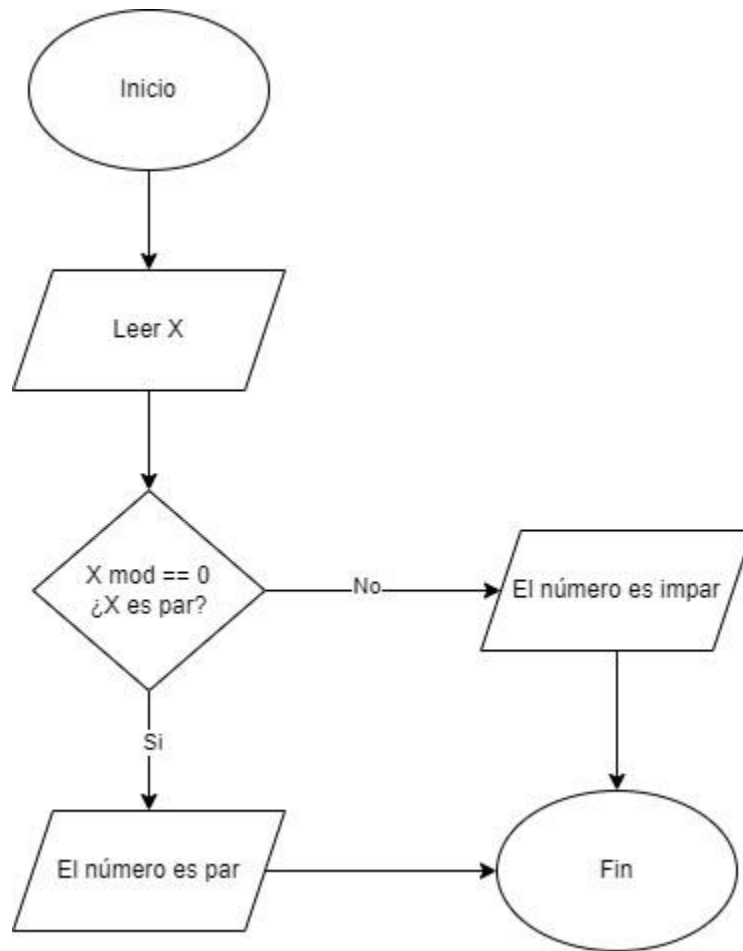 Inicio
Leer X
X mod == 0
¿X es par?
No
El número es impar
Si
El número es par
Fin